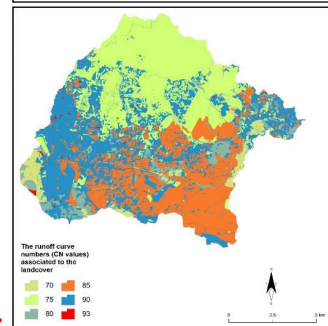 The runoff curve
numbers (CN values)
associated to the
landcover
70 85
75 90
80 93
0 2.5 5 km